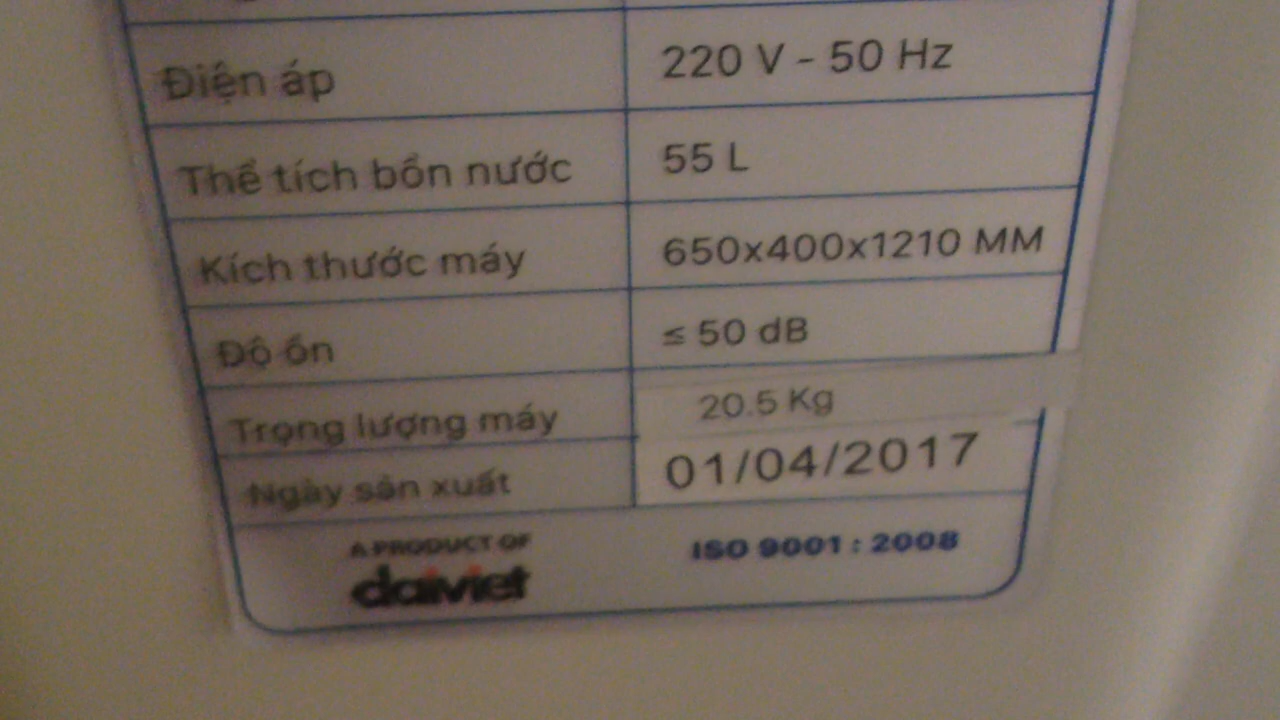 Điện áp 220 V - 50 Hz
Thể tích bồn nước 55 L
Kích thước máy 650x400x1210 MM
Độ ồn ≤ 50 dB
Trọng lượng máy 20.5 Kg
Ngày sản xuất 01/04/2017
A PRODUCT OF ISO 9001 : 2008
daiviet